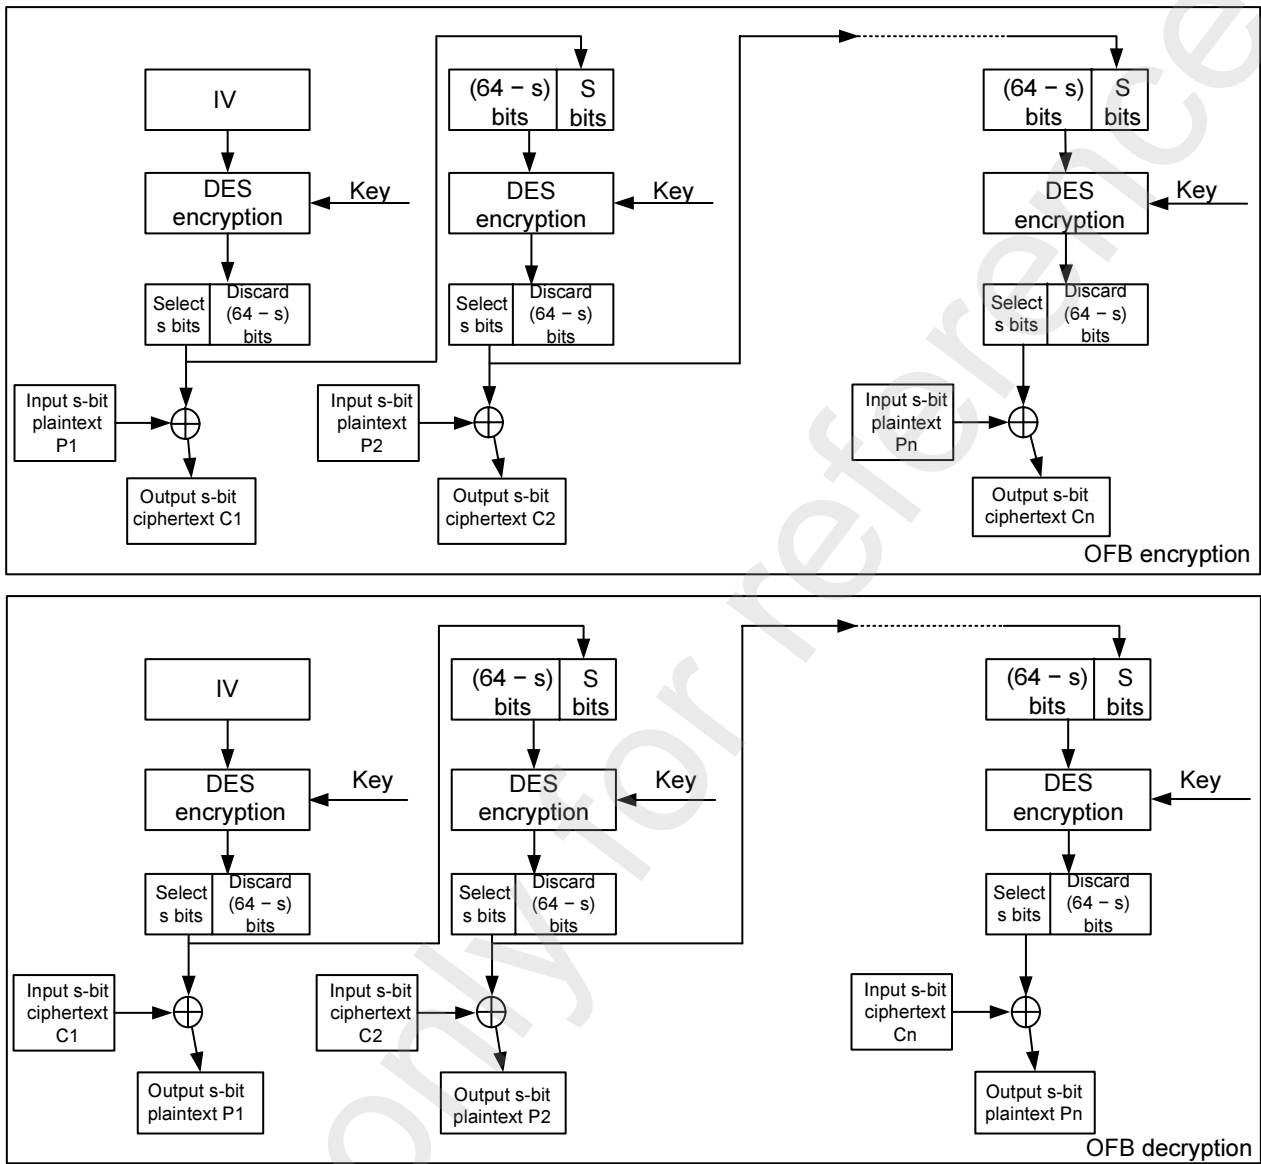 IV
(64 − s)
bits
S
bits
(64 − s)
bits
S
bits
DES
encryption
Key
DES
encryption
Key
DES
encryption
Key
Select
s bits
Discard
(64 − s)
bits
Select
s bits
Discard
(64 − s)
bits
Select
s bits
Discard
(64 − s)
bits
Input s-bit
plaintext
P1
Input s-bit
plaintext
P2
Input s-bit
plaintext
Pn
Output s-bit
ciphertext C1
Output s-bit
ciphertext C2
Output s-bit
ciphertext Cn
OFB encryption
IV
(64 − s)
bits
S
bits
(64 − s)
bits
S
bits
DES
encryption
Key
DES
encryption
Key
DES
encryption
Key
Select
s bits
Discard
(64 − s)
bits
Select
s bits
Discard
(64 − s)
bits
Select
s bits
Discard
(64 − s)
bits
Input s-bit
ciphertext
C1
Input s-bit
ciphertext
C2
Input s-bit
ciphertext
Cn
Output s-bit
plaintext P1
Output s-bit
plaintext P2
Output s-bit
plaintext Pn
OFB decryption
only for reference